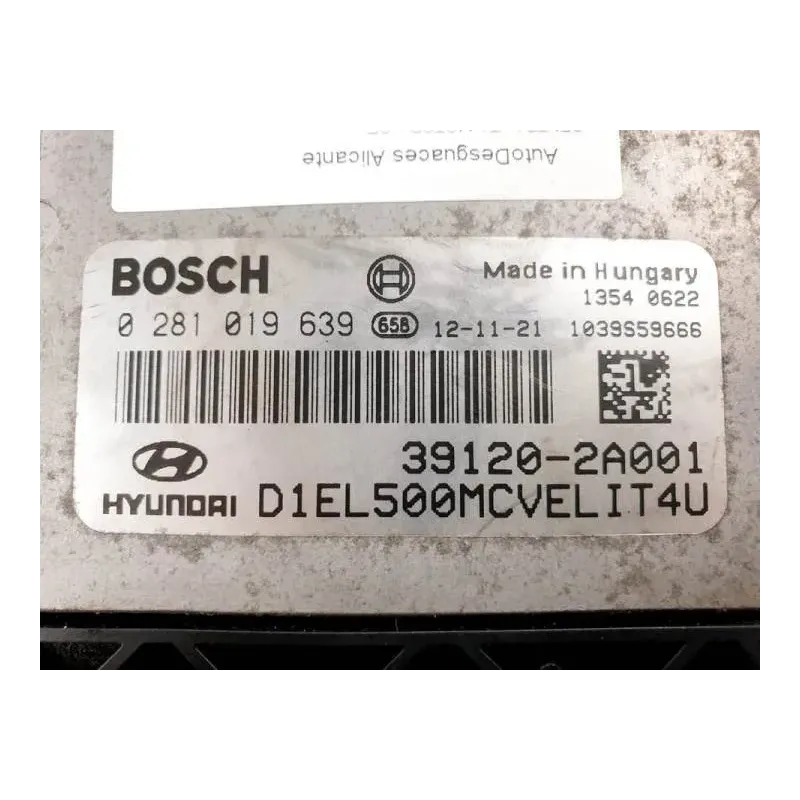 AutoDesguaces Alicante
BOSCH
Made in Hungary
1354 0622
0 281 019 639 658 12-11-21 1039S59666
39120-2A001
HYUNDAI D1EL500MCVELIT4U